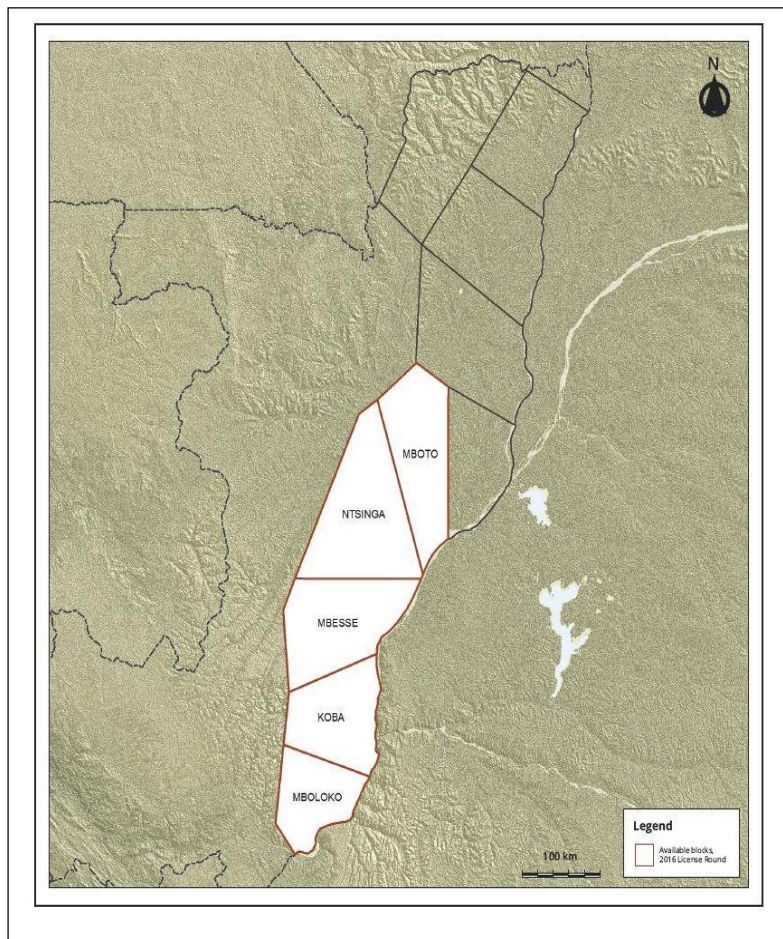 N
MBOTO
NTSINGA
MBESSE
KOBA
MBOLOKO
100 km
Legend
Available blocks,
2016 License Round